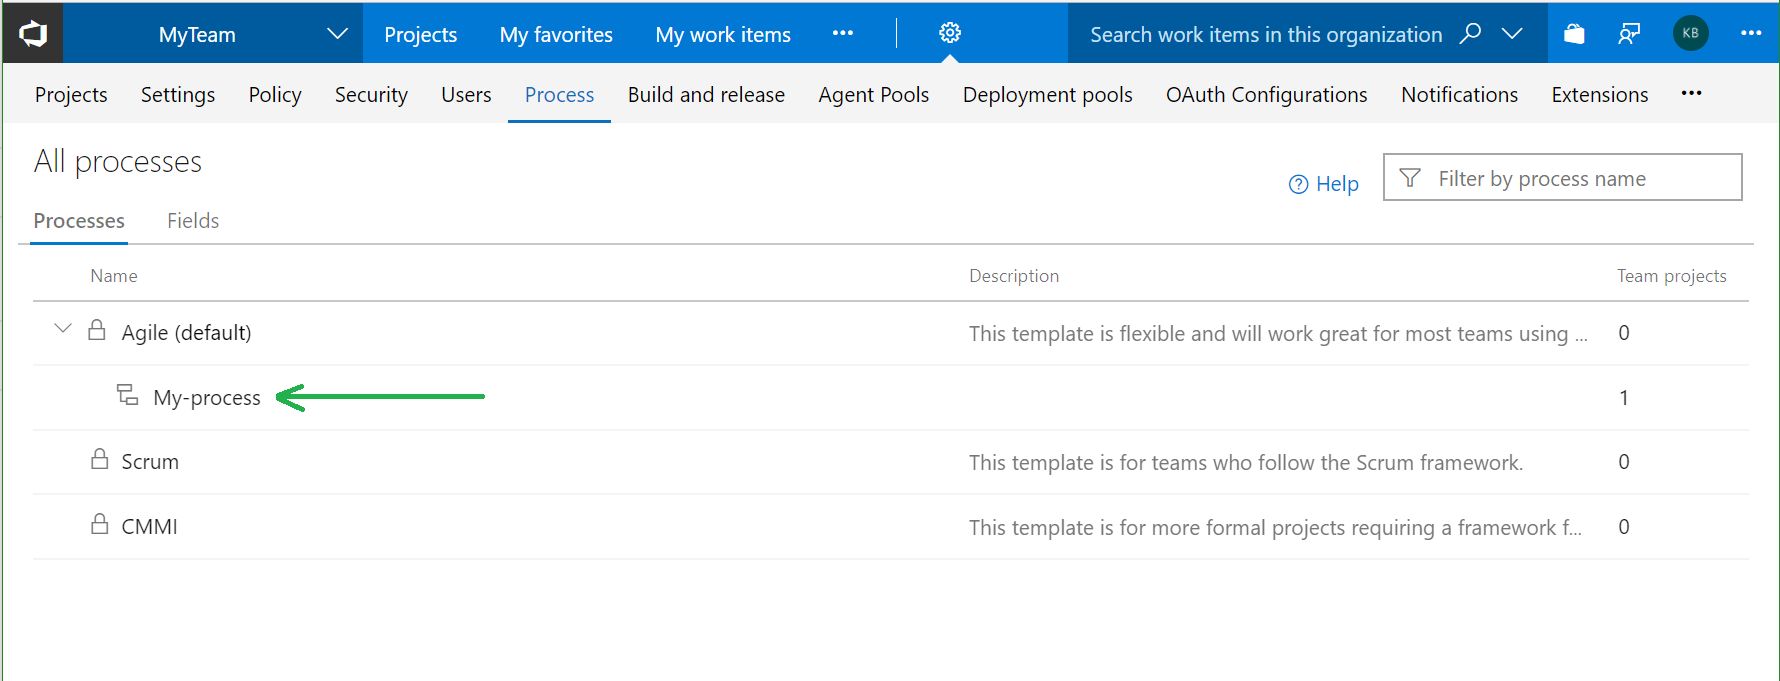 MyTeam Projects My favorites My work items ··· Search work items in this organization KB ···
Projects Settings Policy Security Users Process Build and release Agent Pools Deployment pools OAuth Configurations Notifications Extensions ···
All processes
Help Filter by process name
Processes Fields
Name Description Team projects
Agile (default) This template is flexible and will work great for most teams using ... 0
My-process 1
Scrum This template is for teams who follow the Scrum framework. 0
CMMI This template is for more formal projects requiring a framework f... 0